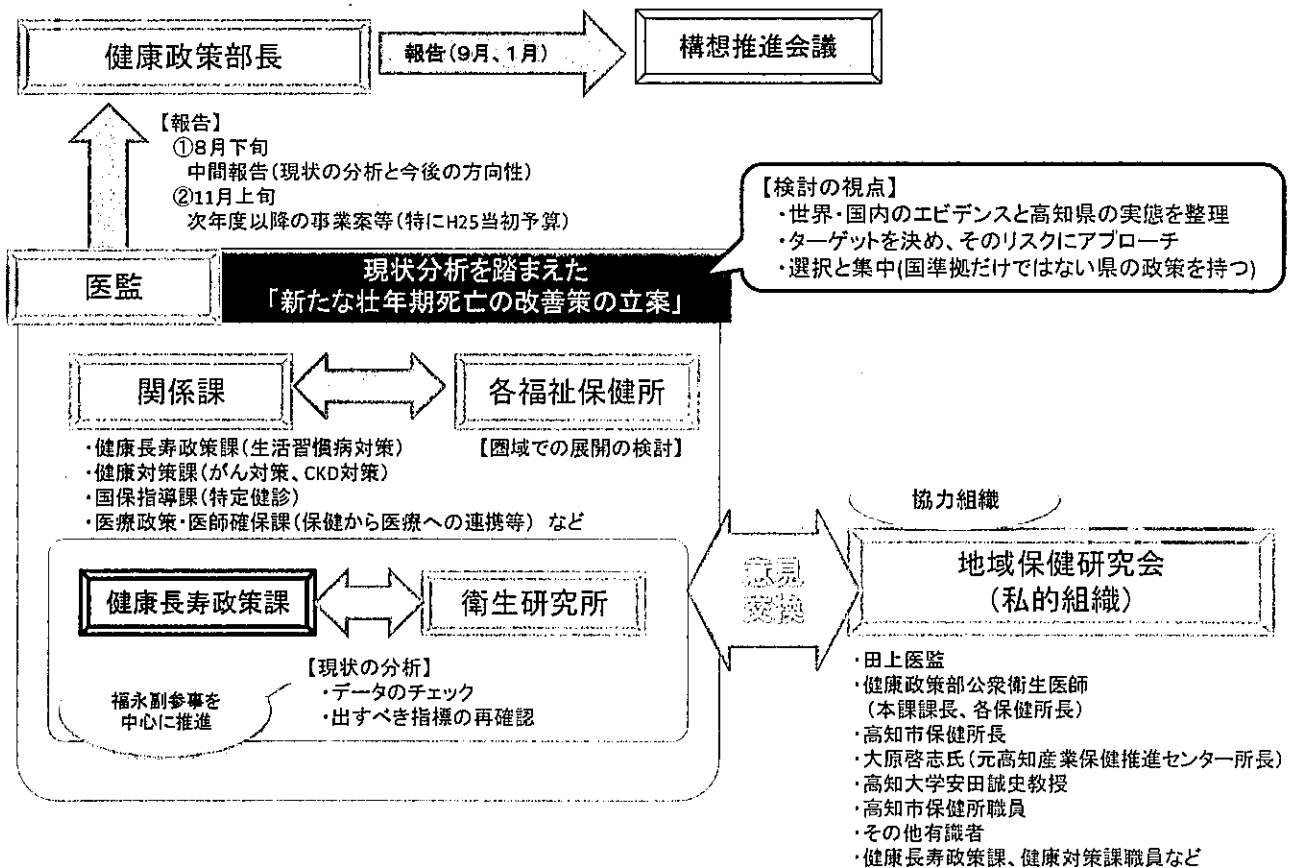 健康政策部長
報告(9月、1月)
構想推進会議
【報告】
①8月下旬
中間報告(現状の分析と今後の方向性)
②11月上旬
次年度以降の事業案等(特にH25当初予算)
【検討の視点】
・世界・国内のエビデンスと高知県の実態を整理
・ターゲットを決め、そのリスクにアプローチ
・選択と集中(国準拠だけではない県の政策を持つ)
医監
現状分析を踏まえた
「新たな壮年期死亡の改善策の立案」
関係課
各福祉保健所
・健康長寿政策課(生活習慣病対策)
・健康対策課(がん対策、CKD対策)
・国保指導課(特定健診)
・医療政策・医師確保課(保健から医療への連携等) など
【圏域での展開の検討】
健康長寿政策課
衛生研究所
福永副参事を
中心に推進
【現状の分析】
・データのチェック
・出すべき指標の再確認
意見
交換
協力組織
地域保健研究会
(私的組織)
・田上医監
・健康政策部公衆衛生医師
(本課課長、各保健所長)
・高知市保健所長
・大原啓志氏(元高知産業保健推進センター所長)
・高知大学安田誠史教授
・高知市保健所職員
・その他有識者
・健康長寿政策課、健康対策課職員など